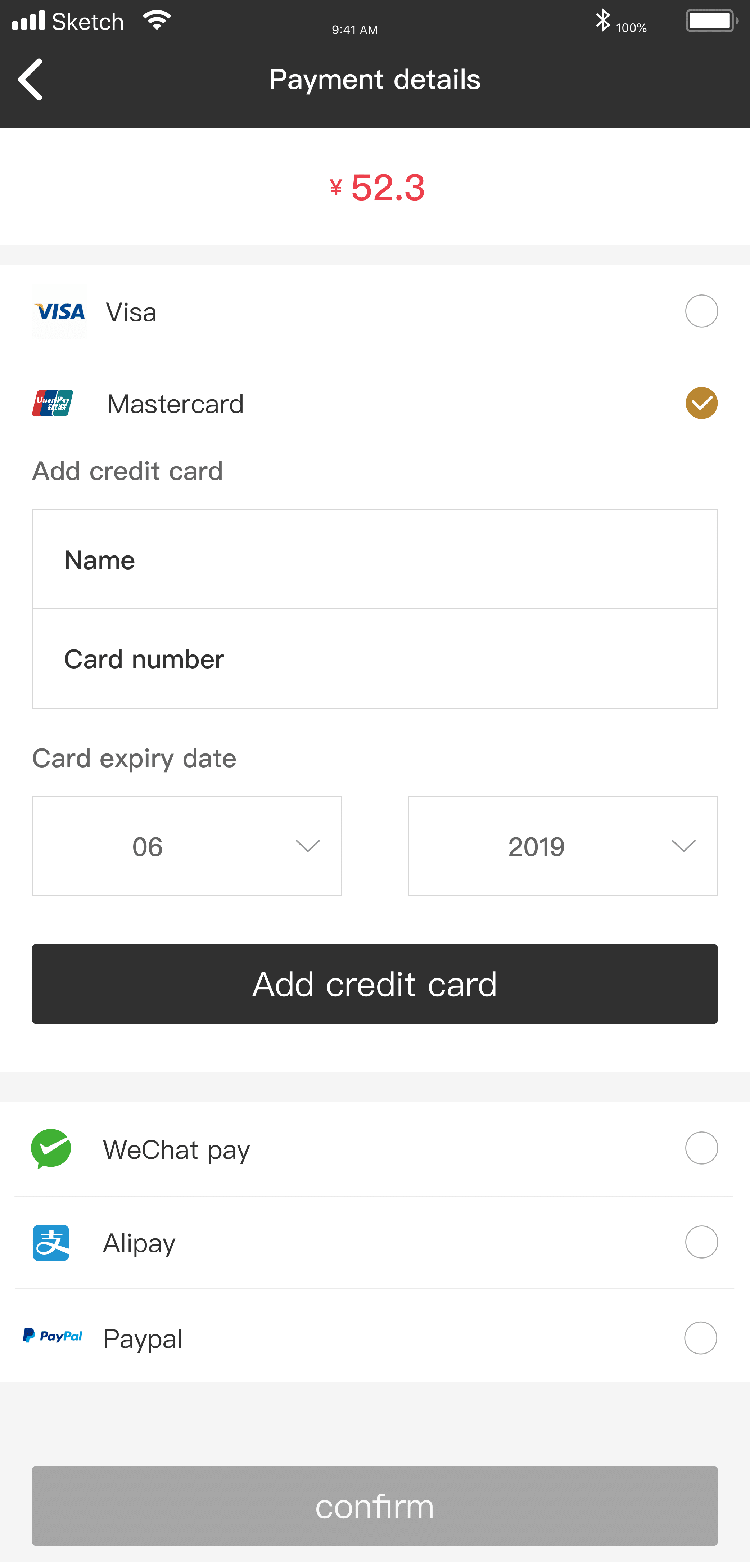 Sketch 9:41 AM 100%
Payment details
¥ 52.3
VISA Visa
UnionPay
银联
Mastercard
Add credit card
Name
Card number
Card expiry date
06 2019
Add credit card
WeChat pay
支 Alipay
PayPal Paypal
confirm